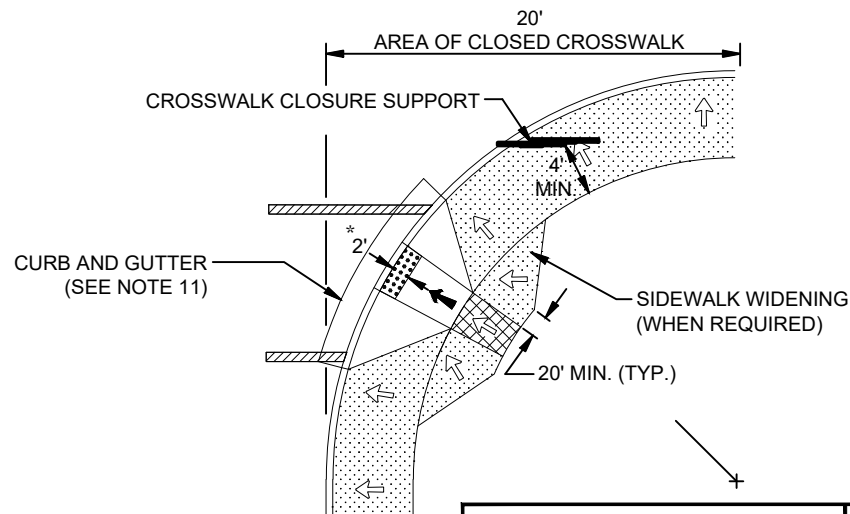 20'
AREA OF CLOSED CROSSWALK
CROSSWALK CLOSURE SUPPORT
4'
MIN
*
2'
CURB AND GUTTER
(SEE NOTE 11)
SIDEWALK WIDENING
(WHEN REQUIRED)
20' MIN. (TYP.)